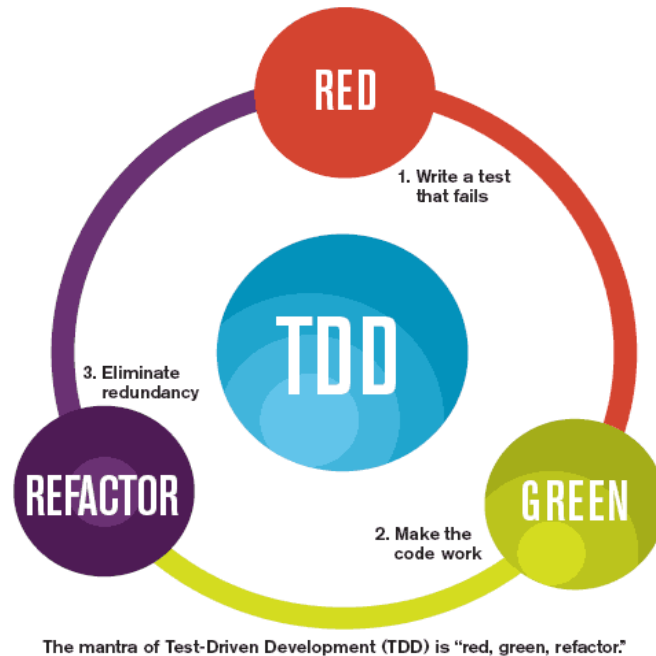 RED
1. Write a test
that fails
TDD
3. Eliminate
redundancy
REFACTOR
GREEN
2. Make the
code work
The mantra of Test-Driven Development (TDD) is “red, green, refactor.”